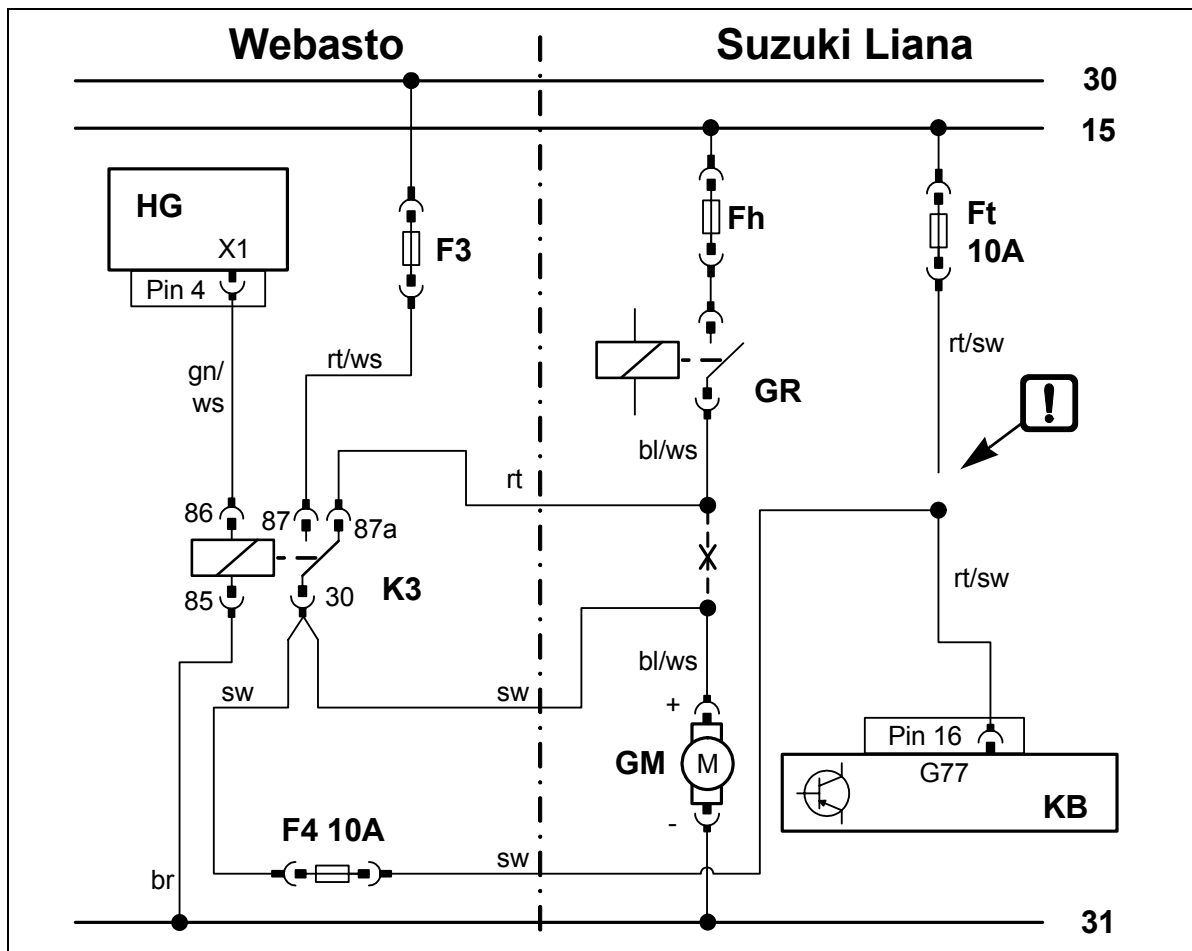 Webasto
Suzuki Liana
30
15
HG
X1
Pin 4
F3
Fh
Ft
10A
gn/
ws
rt/ws
GR
rt/sw
!
bl/ws
rt
86
87
87a
K3
85
30
rt/sw
bl/ws
sw
sw
+
GM
M
-
Pin 16
G77
KB
F4 10A
sw
br
31